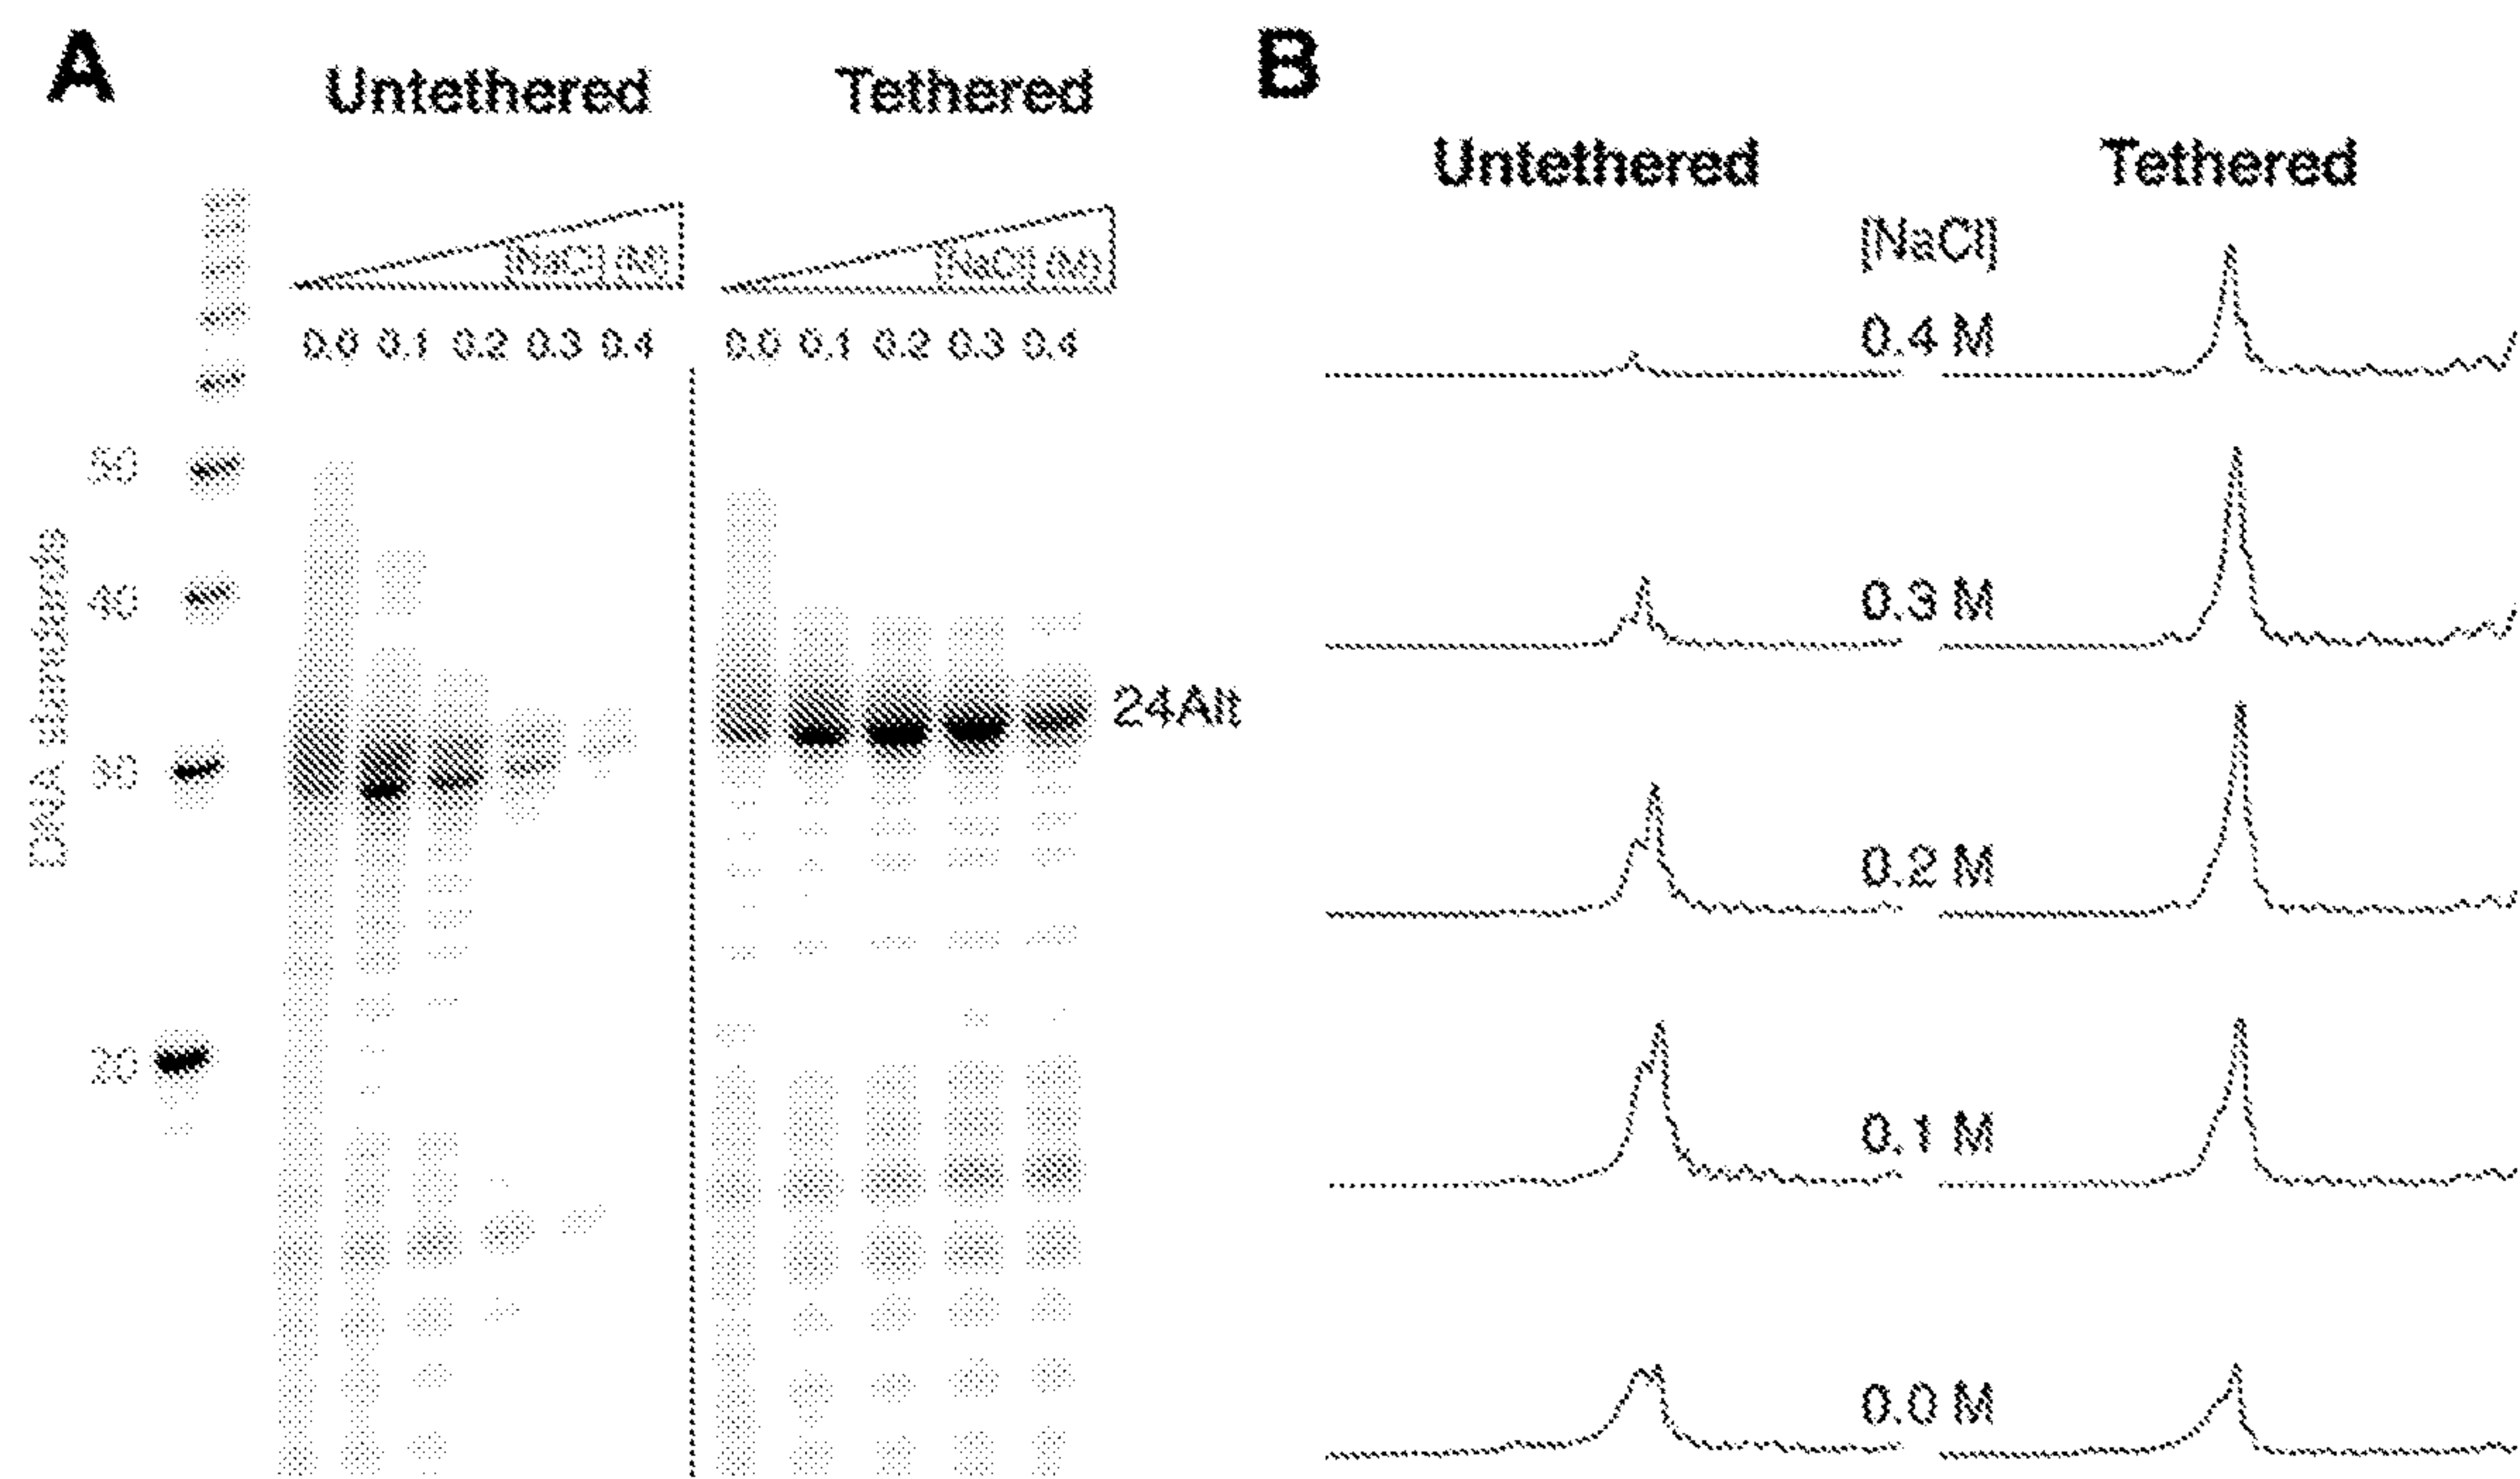 A
Untethered Tethered
[NaCl] (M) [NaCl] (M)
0.0 0.1 0.2 0.3 0.4 0.0 0.1 0.2 0.3 0.4
50
40
30
20
DNA standards
24Alt
B
Untethered Tethered
[NaCl]
0.4 M
0.3 M
0.2 M
0.1 M
0.0 M